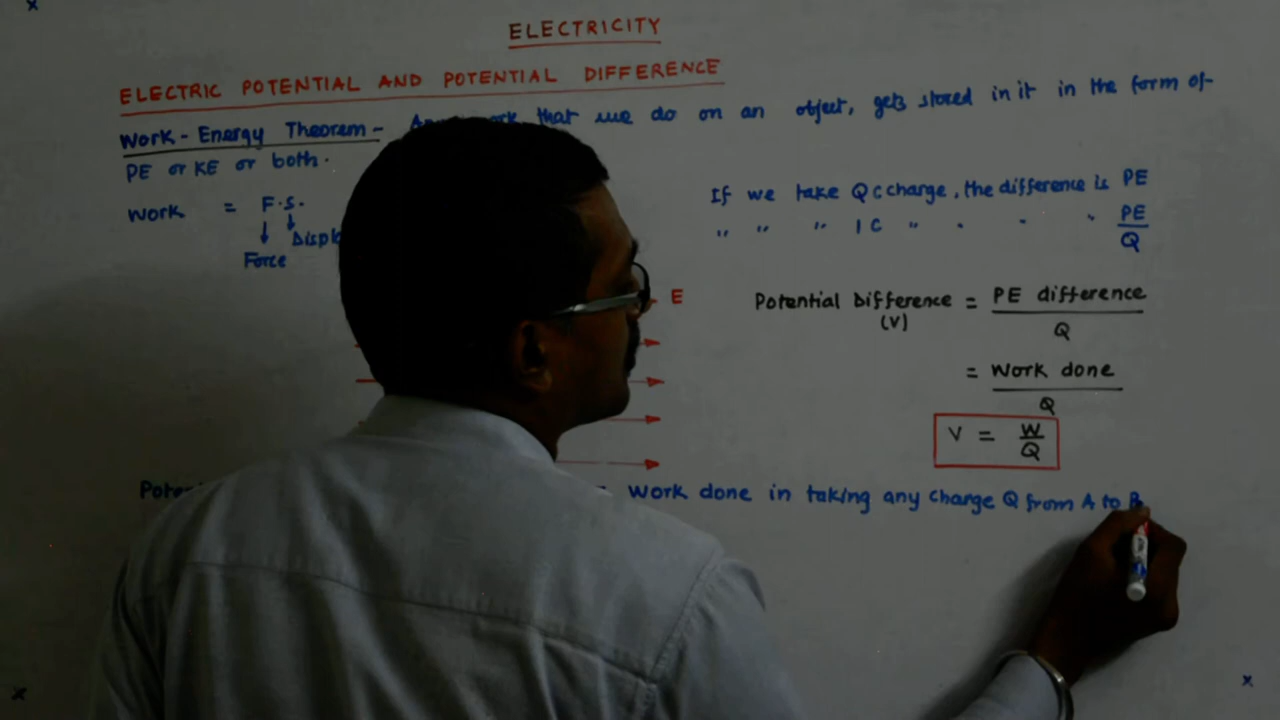 ELECTRICITY
ELECTRIC POTENTIAL AND POTENTIAL DIFFERENCE
Work - Energy Theorem - that we do on an object, gets stored in it in the form of
PE or KE or both.
Work = F.S.
Force
If we take Q C charge, the difference is PE
" " " 1 C " " " " PE/Q
E
Potential Difference (V) = PE difference / Q
= Work done / Q
V = W/Q
Work done in taking any charge Q from A to B